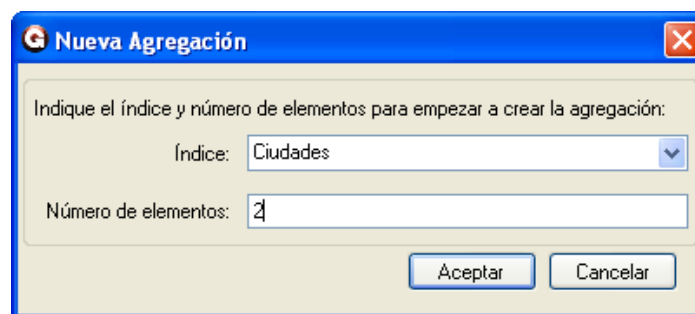 Nueva Agregación
Indique el índice y número de elementos para empezar a crear la agregación:
Índice: Ciudades
Número de elementos: 2
Aceptar Cancelar